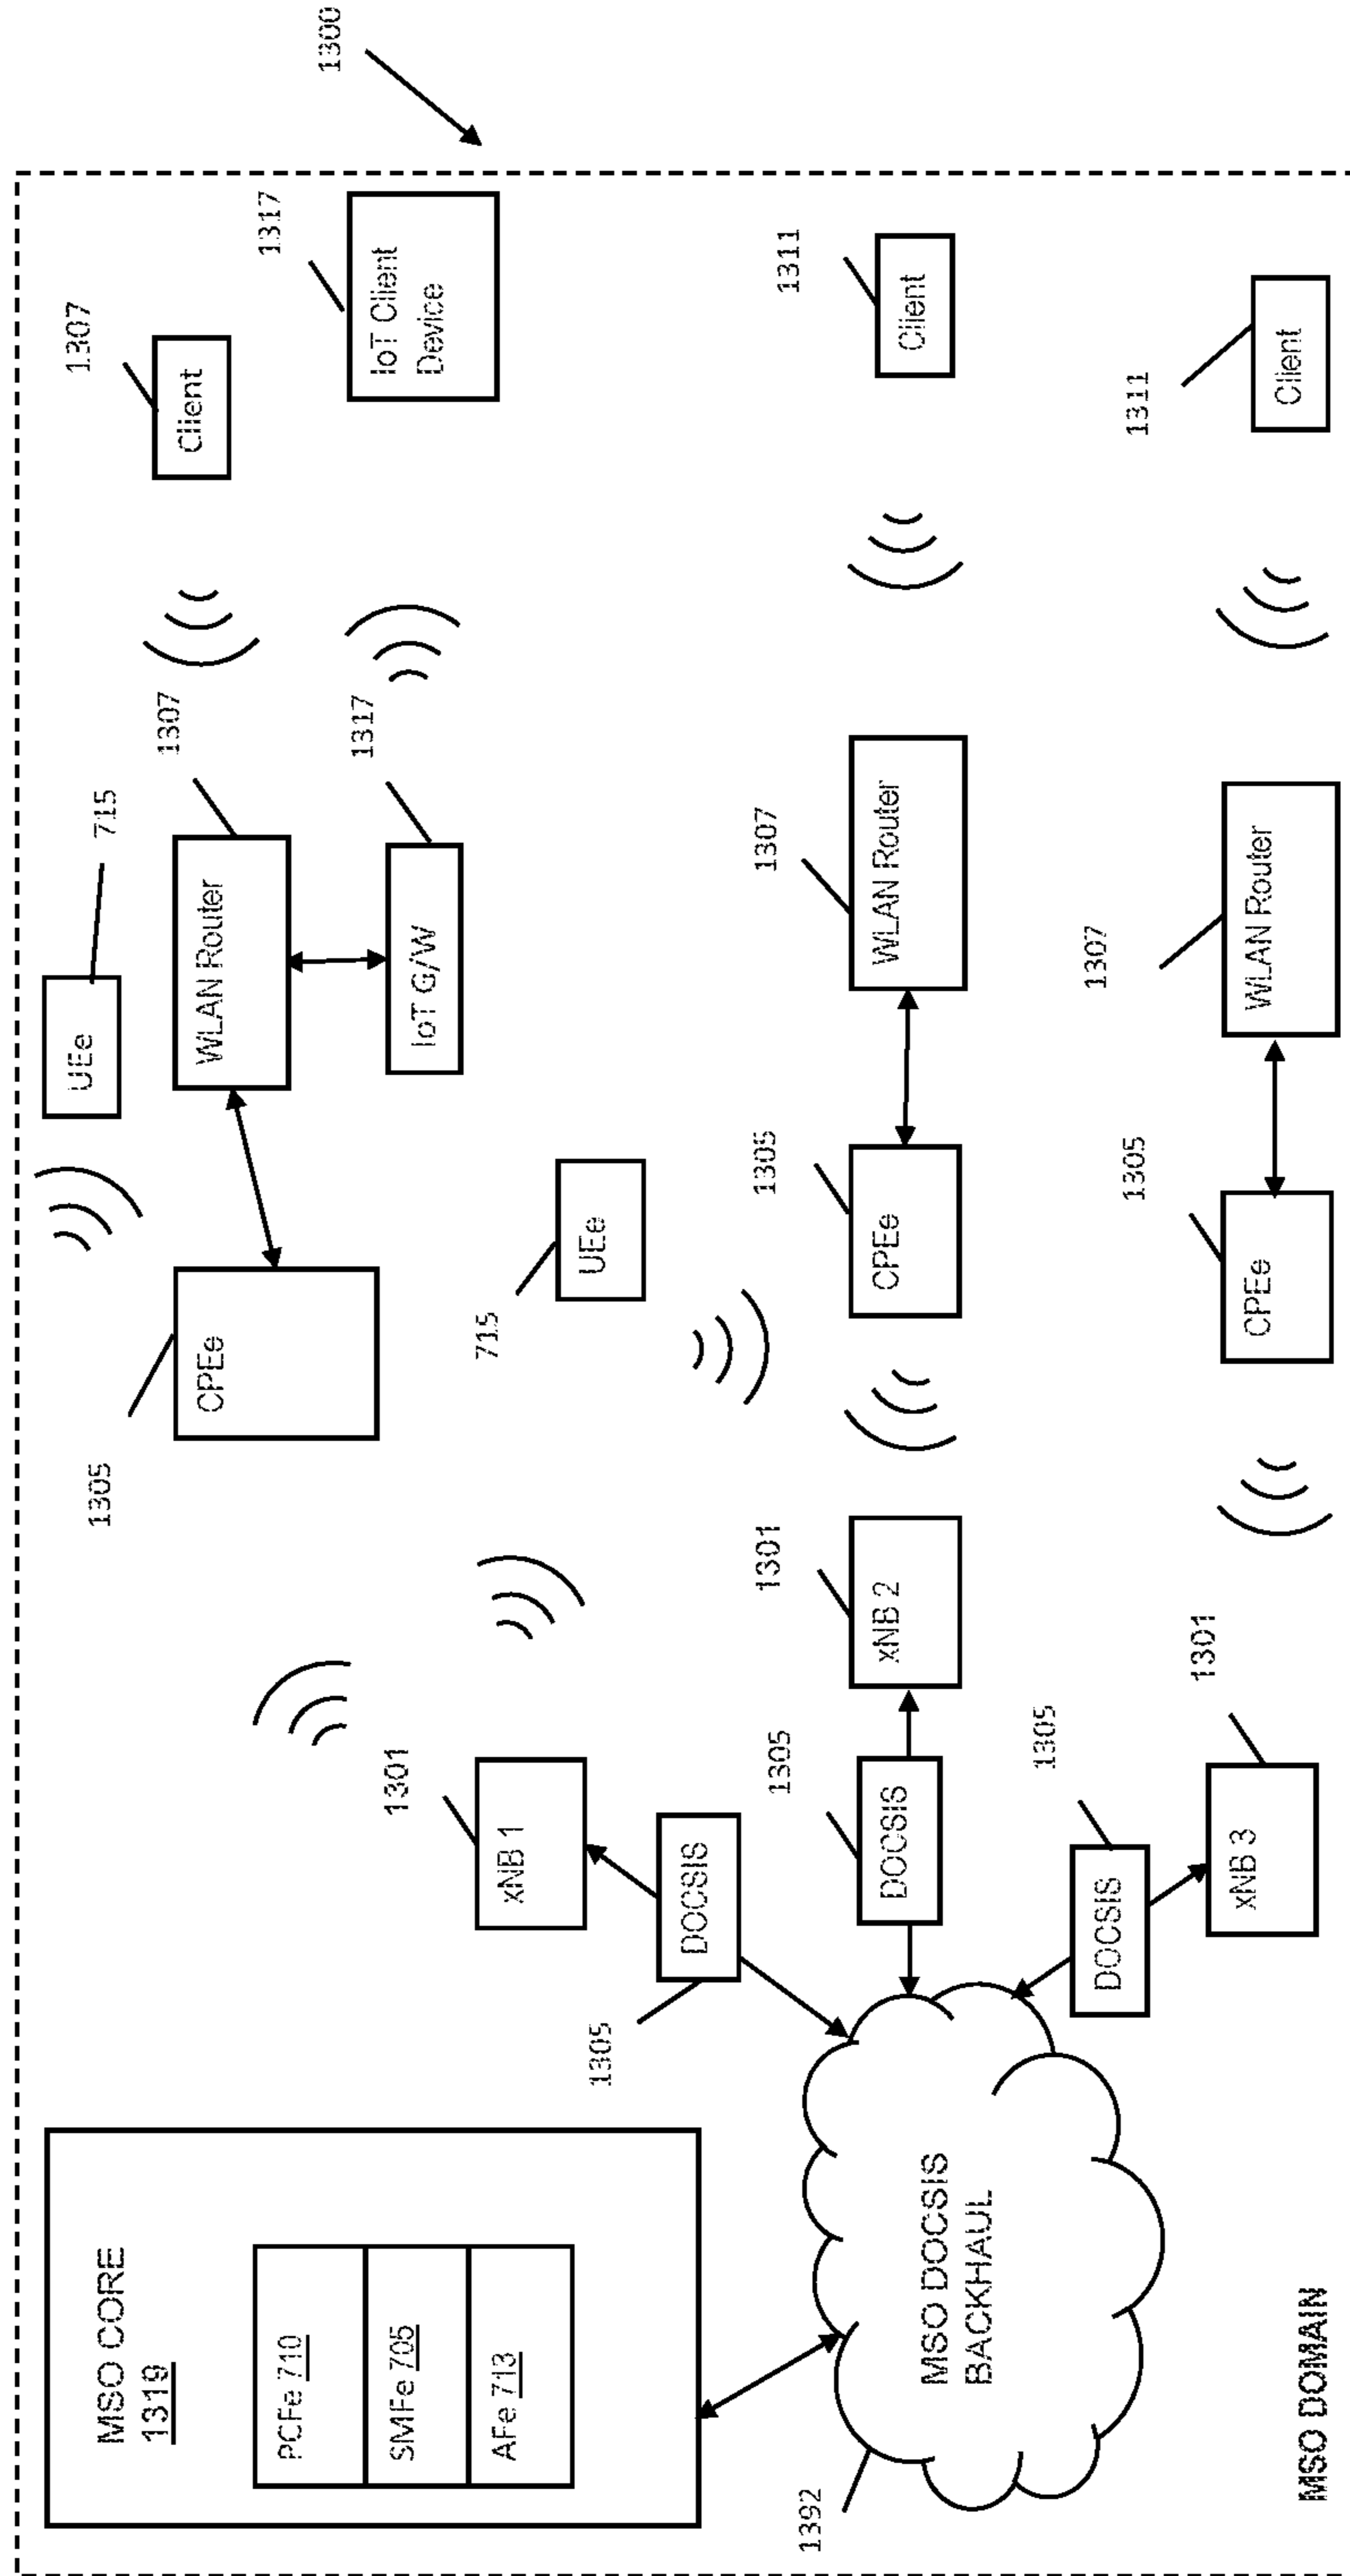 1300
MSO CORE
1319
PCFe 710
SMFe 705
AFe 713
1305
CPEe
UEe
715
WLAN Router
1307
IoT G/W
1317
Client
1307
IoT Client
Device
1317
715
UEe
xNB 1
1301
DOCSIS
1305
MSO DOCSIS
BACKHAUL
1392
DOCSIS
1305
xNB 2
1301
CPEe
1305
WLAN Router
1307
Client
1311
DOCSIS
1305
xNB 3
1301
CPEe
1305
WLAN Router
1307
Client
1311
MSO DOMAIN